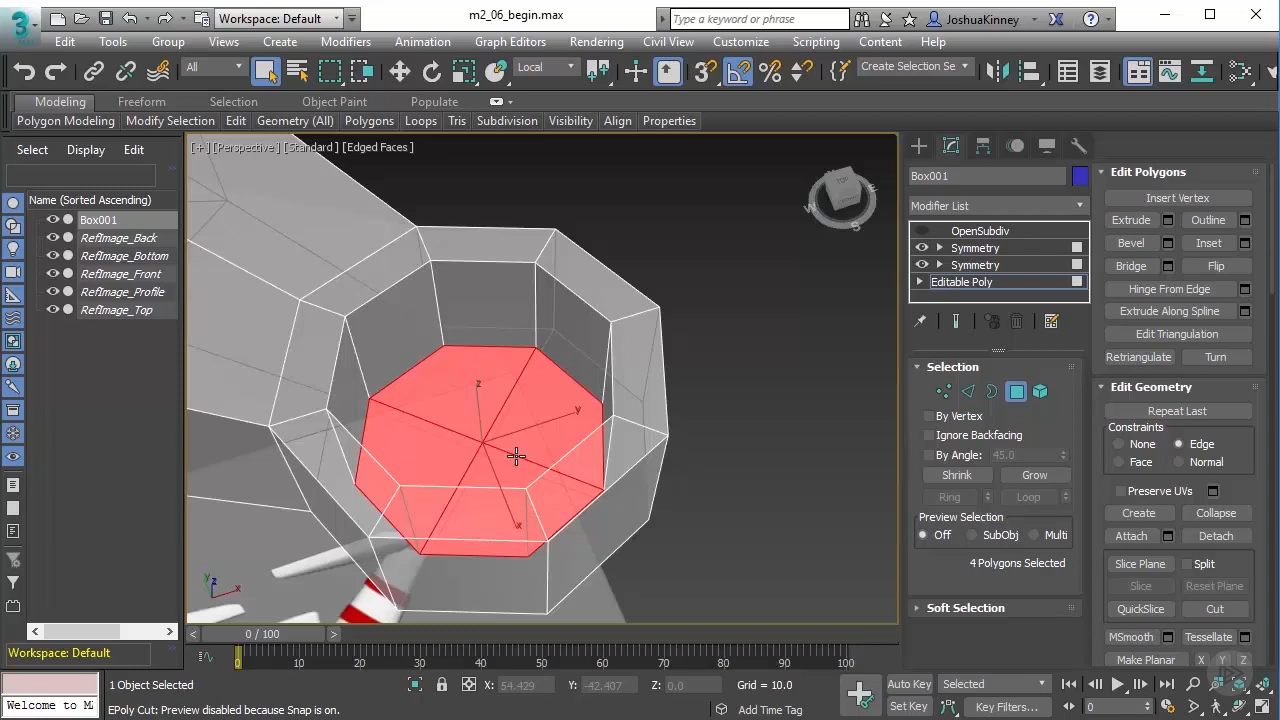 Workspace: Default
m2_06_begin.max
Type a keyword or phrase
JoshuaKinney
3
Edit Tools Group Views Create Modifiers Animation Graph Editors Rendering Civil View Customize Scripting Content Help
All
Local
Create Selection Se
Modeling Freeform Selection Object Paint Populate
Polygon Modeling Modify Selection Edit Geometry (All) Polygons Loops Tris Subdivision Visibility Align Properties
Select Display Edit
Name (Sorted Ascending)
Box001
RefImage_Back
RefImage_Bottom
RefImage_Front
RefImage_Profile
RefImage_Top
[+] [Perspective] [Standard] [Edged Faces]
TOP
W
S
E
z
y
x
Box001
Modifier List
OpenSubdiv
Symmetry
Symmetry
Editable Poly
Selection
By Vertex
Ignore Backfacing
By Angle: 45.0
Shrink Grow
Ring Loop
Preview Selection
Off SubObj Multi
4 Polygons Selected
Soft Selection
Edit Polygons
Insert Vertex
Extrude Outline
Bevel Inset
Bridge Flip
Hinge From Edge
Extrude Along Spline
Edit Triangulation
Retriangulate Turn
Edit Geometry
Repeat Last
Constraints
None Edge
Face Normal
Preserve UVs
Create Collapse
Attach Detach
Slice Plane Split
Slice Reset Plane
QuickSlice Cut
MSmooth Tessellate
Make Planar X Y Z
0 / 100
Workspace: Default
0 10 20 30 40 50 60 70 80 90 100
1 Object Selected
X: 54.429 Y: -42.407 Z: 0.0 Grid = 10.0
Auto Key Selected
Welcome to MA
EPoly Cut: Preview disabled because Snap is on.
Add Time Tag
Set Key Key Filters... 0